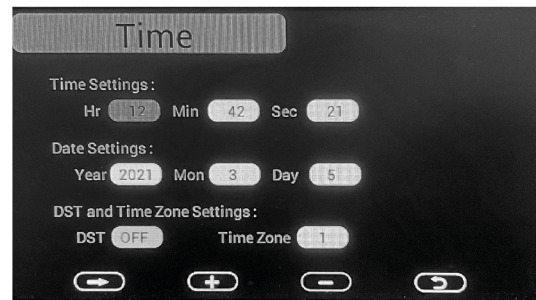 Time
Time Settings:
Hr 12 Min 42 Sec 21
Date Settings:
Year 2021 Mon 3 Day 5
DST and Time Zone Settings:
DST OFF Time Zone 1